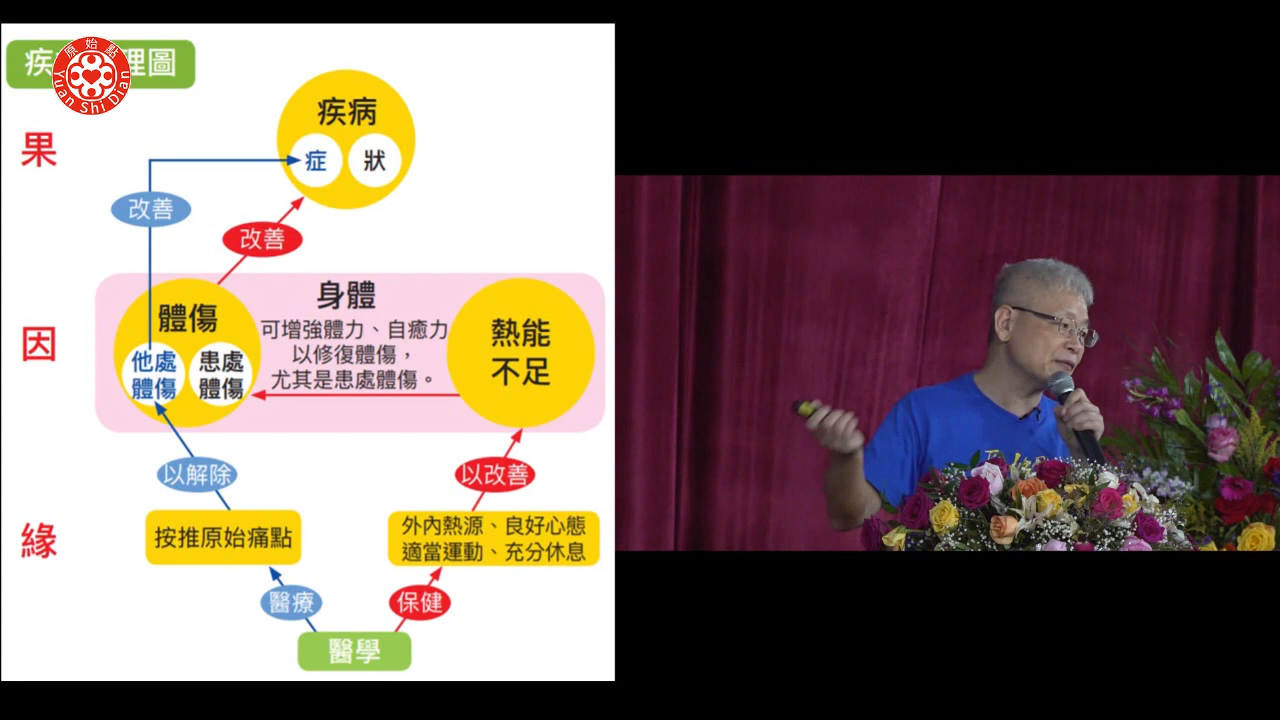 疾
理圖
原始點
Yuan Shi Dian
果
疾病
症
狀
改善
改善
因
體傷
他處
體傷
患處
體傷
身體
可增強體力、自癒力
以修復體傷，
尤其是患處體傷。
熱能
不足
以解除
以改善
緣
按推原始痛點
外內熱源、良好心態
適當運動、充分休息
醫療
保健
醫學